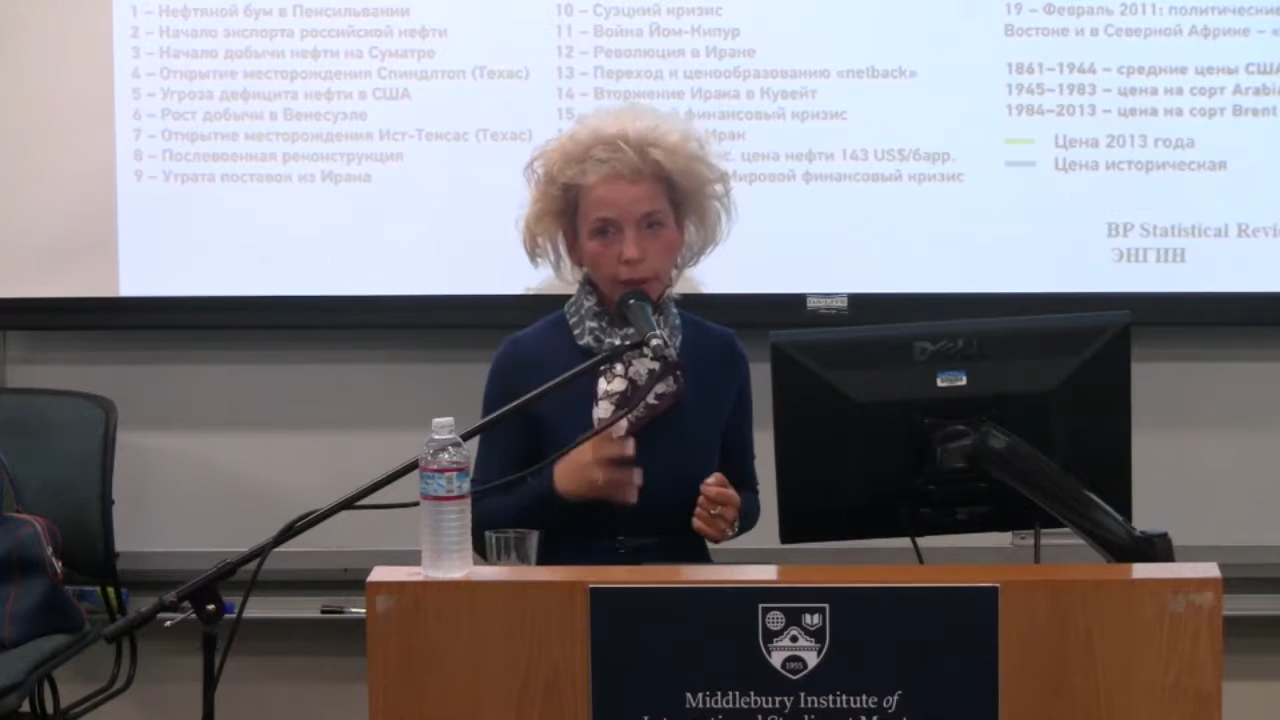 1 – Нефтяной бум в Пенсильвании
2 – Начало экспорта российской нефти
3 – Начало добычи нефти на Суматре
4 – Открытие месторождения Спиндлтоп (Техас)
5 – Угроза дефицита нефти в США
6 – Рост добычи в Венесуэле
7 – Открытие месторождения Ист-Техсас (Техас)
8 – Послевоенная реконструкция
9 – Утрата поставок из Ирана
10 – Суэцкий кризис
11 – Война Йом-Кипур
12 – Революция в Иране
13 – Переход к ценообразованию «netback»
14 – Вторжение Ирака в Кувейт
15 финансовый кризис
Иран
цена нефти 143 US$/барр.
Мировой финансовый кризис
19 – Февраль 2011: политические
Востоке и в Северной Африке –
1861–1944 – средние цены США
1945–1983 – цена на сорт Arabia
1984–2013 – цена на сорт Brent
Цена 2013 года
Цена историческая
BP Statistical Revi
ЭНГИН
DELL
1955
Middlebury Institute of
International Studies at